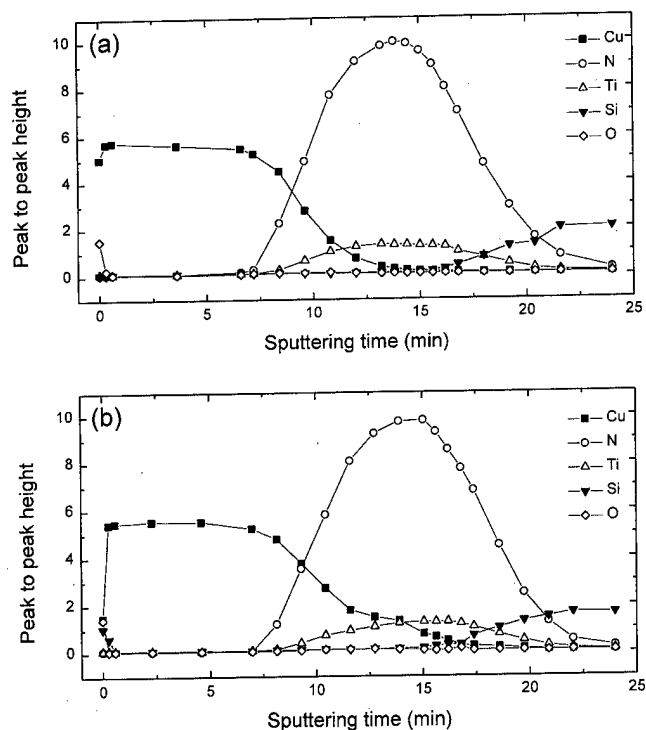 (a)
Cu
N
Ti
Si
O
10
8
6
4
2
0
Peak to peak height
0 5 10 15 20 25
Sputtering time (min)
(b)
Cu
N
Ti
Si
O
10
8
6
4
2
0
Peak to peak height
0 5 10 15 20 25
Sputtering time (min)